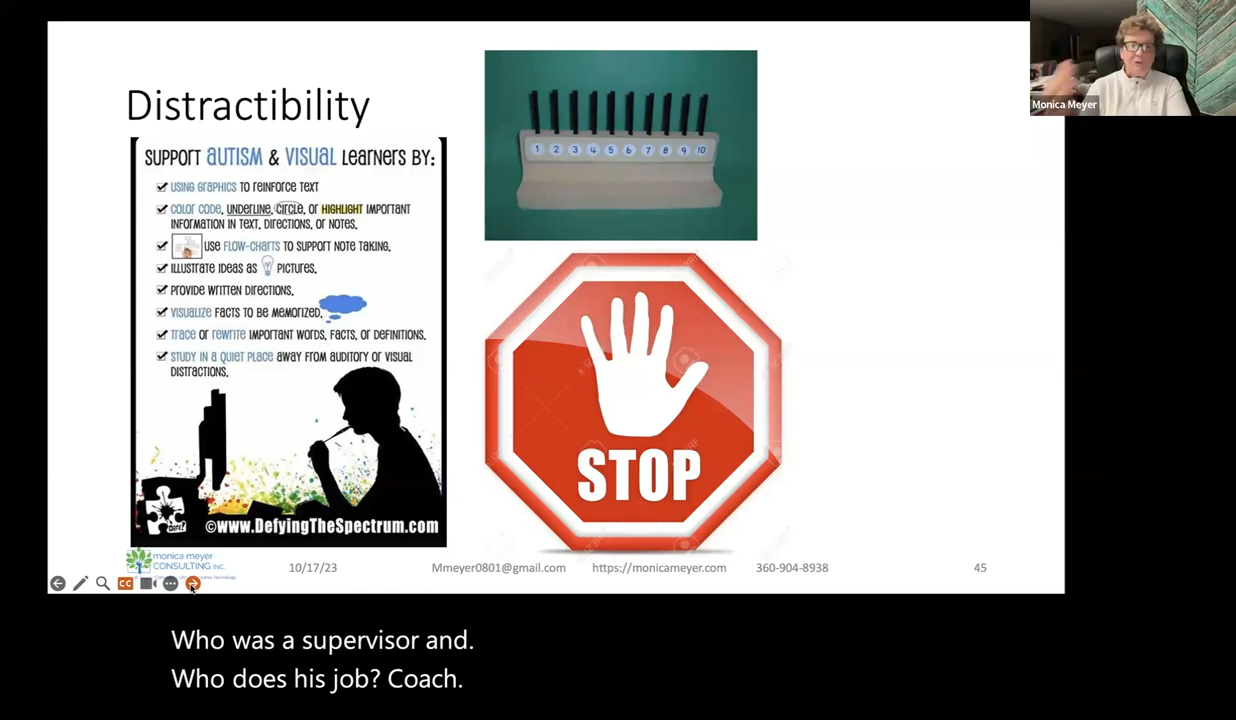 Monica Meyer
Distractibility
SUPPORT AUTISM & VISUAL LEARNERS BY:
USING GRAPHICS TO REINFORCE TEXT
COLOR CODE, UNDERLINE, CIRCLE, OR HIGHLIGHT IMPORTANT
INFORMATION IN TEXT, DIRECTIONS, OR NOTES.
USE FLOW-CHARTS TO SUPPORT NOTE TAKING.
ILLUSTRATE IDEAS AS PICTURES.
PROVIDE WRITTEN DIRECTIONS.
VISUALIZE FACTS TO BE MEMORIZED.
TRACE OR REWRITE IMPORTANT WORDS, FACTS, OR DEFINITIONS.
STUDY IN A QUIET PLACE AWAY FROM AUDITORY OR VISUAL
DISTRACTIONS.
©www.DefyingTheSpectrum.com
1 2 3 4 5 6 7 8 9 10
STOP
monica meyer
CONSULTING INC.
10/17/23 Mmeyer0801@gmail.com https://monicameyer.com 360-904-8938 45
CC
Who was a supervisor and.
Who does his job? Coach.